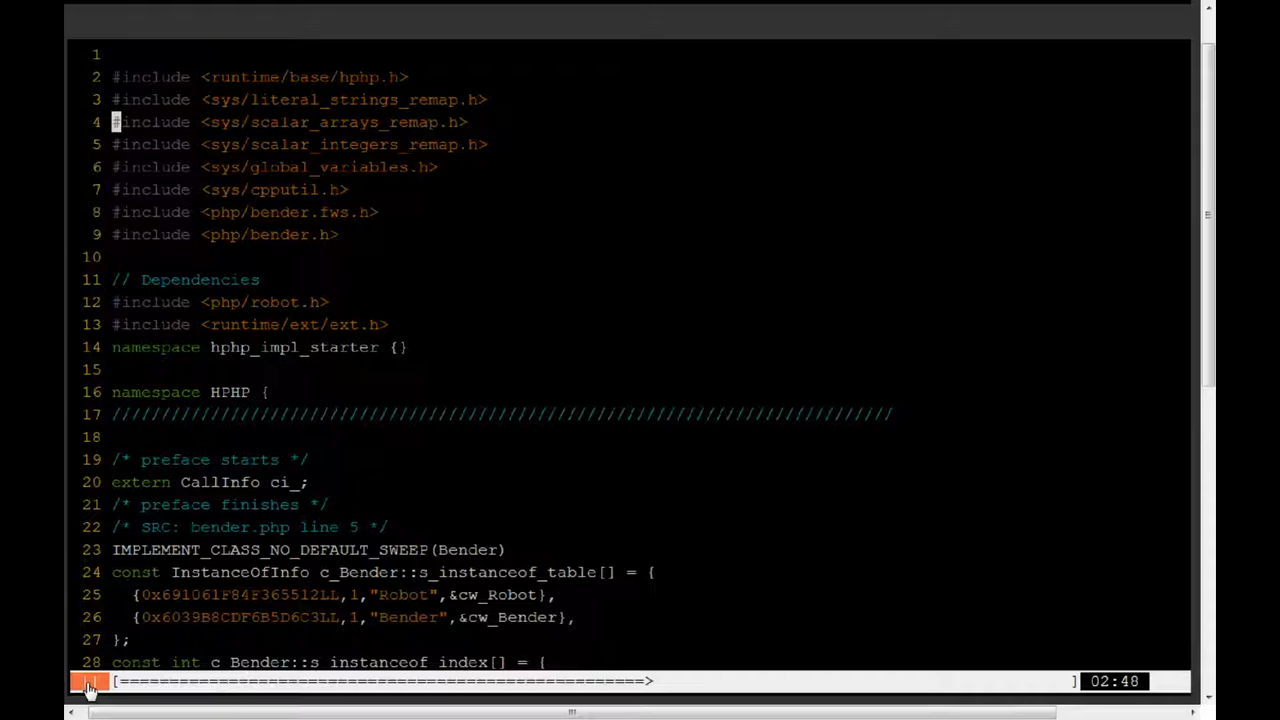 1
2 #include <runtime/base/hphp.h>
3 #include <sys/literal_strings_remap.h>
4 #include <sys/scalar_arrays_remap.h>
5 #include <sys/scalar_integers_remap.h>
6 #include <sys/global_variables.h>
7 #include <sys/cpputil.h>
8 #include <php/bender.fws.h>
9 #include <php/bender.h>
10
11 // Dependencies
12 #include <php/robot.h>
13 #include <runtime/ext/ext.h>
14 namespace hphp_impl_starter {}
15
16 namespace HPHP {
17 ///////////////////////////////////////////////////////////////////////////////
18
19 /* preface starts */
20 extern CallInfo ci_;
21 /* preface finishes */
22 /* SRC: bender.php line 5 */
23 IMPLEMENT_CLASS_NO_DEFAULT_SWEEP(Bender)
24 const InstanceOfInfo c_Bender::s_instanceof_table[] = {
25   {0x691061F84F365512LL,1,"Robot",&cw_Robot},
26   {0x6039B8CDF6B5D6C3LL,1,"Bender",&cw_Bender},
27 };
28 const int c_Bender::s_instanceof_index[] = {
[=====================================================> ] 02:48